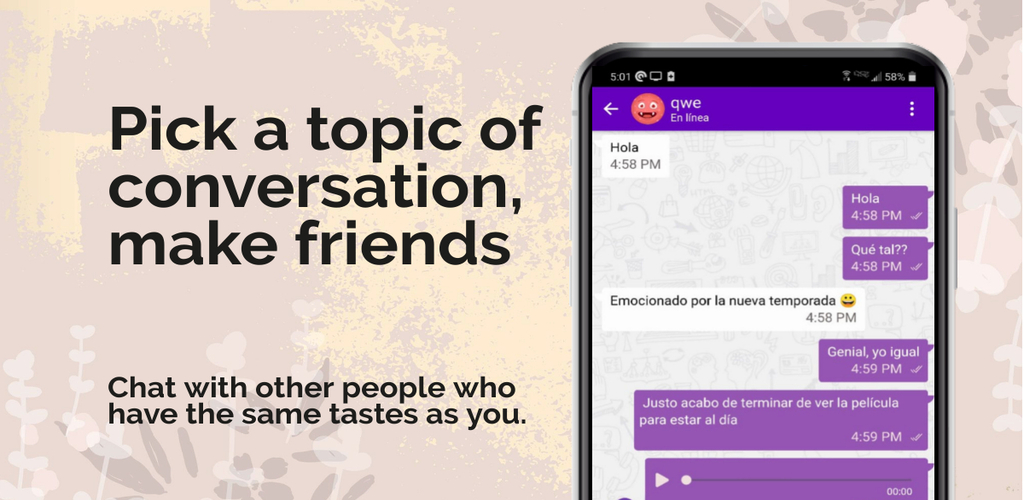 Pick a topic of
conversation,
make friends
Chat with other people who
have the same tastes as you.
5:01
58%
qwe
En línea
Hola
4:58 PM
Hola
4:58 PM
Qué tal??
4:58 PM
Emocionado por la nueva temporada 😀
4:58 PM
Genial, yo igual
4:59 PM
Justo acabo de terminar de ver la película
para estar al día
4:59 PM
00:00